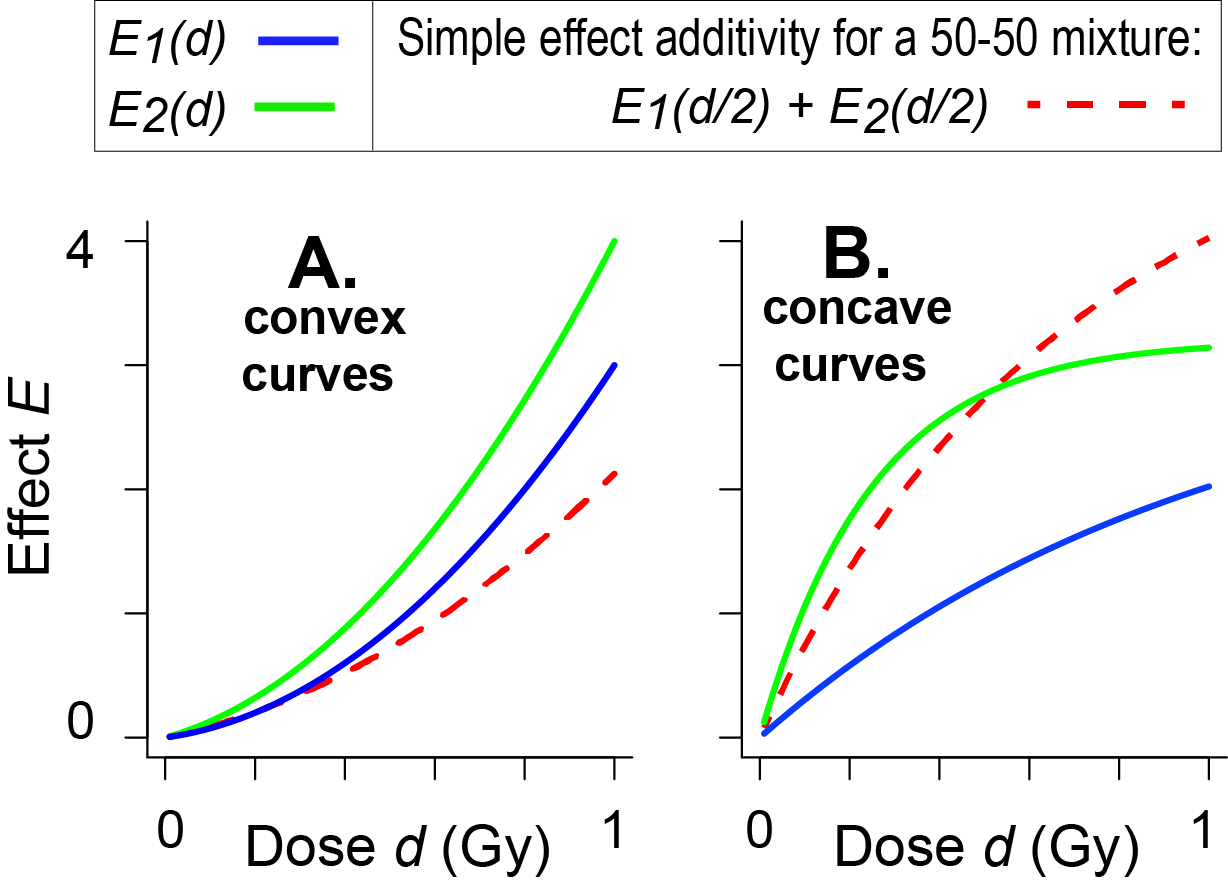 E1(d)
E2(d)
Simple effect additivity for a 50-50 mixture:
E1(d/2) + E2(d/2)
A.
convex
curves
B.
concave
curves
Effect E
4
0
0
1
Dose d (Gy)
0
1
Dose d (Gy)